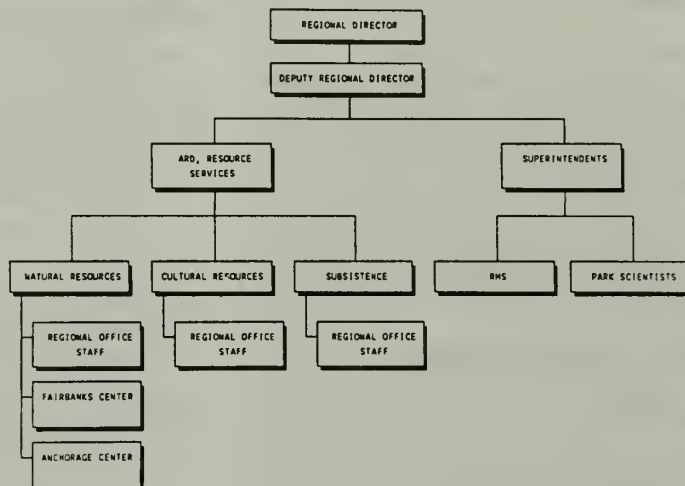 REGIONAL DIRECTOR
DEPUTY REGIONAL DIRECTOR
ARD, RESOURCE
SERVICES
SUPERINTENDENTS
NATURAL RESOURCES
CULTURAL RESOURCES
SUBSISTENCE
RMS
PARK SCIENTISTS
REGIONAL OFFICE
STAFF
REGIONAL OFFICE
STAFF
REGIONAL OFFICE
STAFF
FAIRBANKS CENTER
ANCHORAGE CENTER